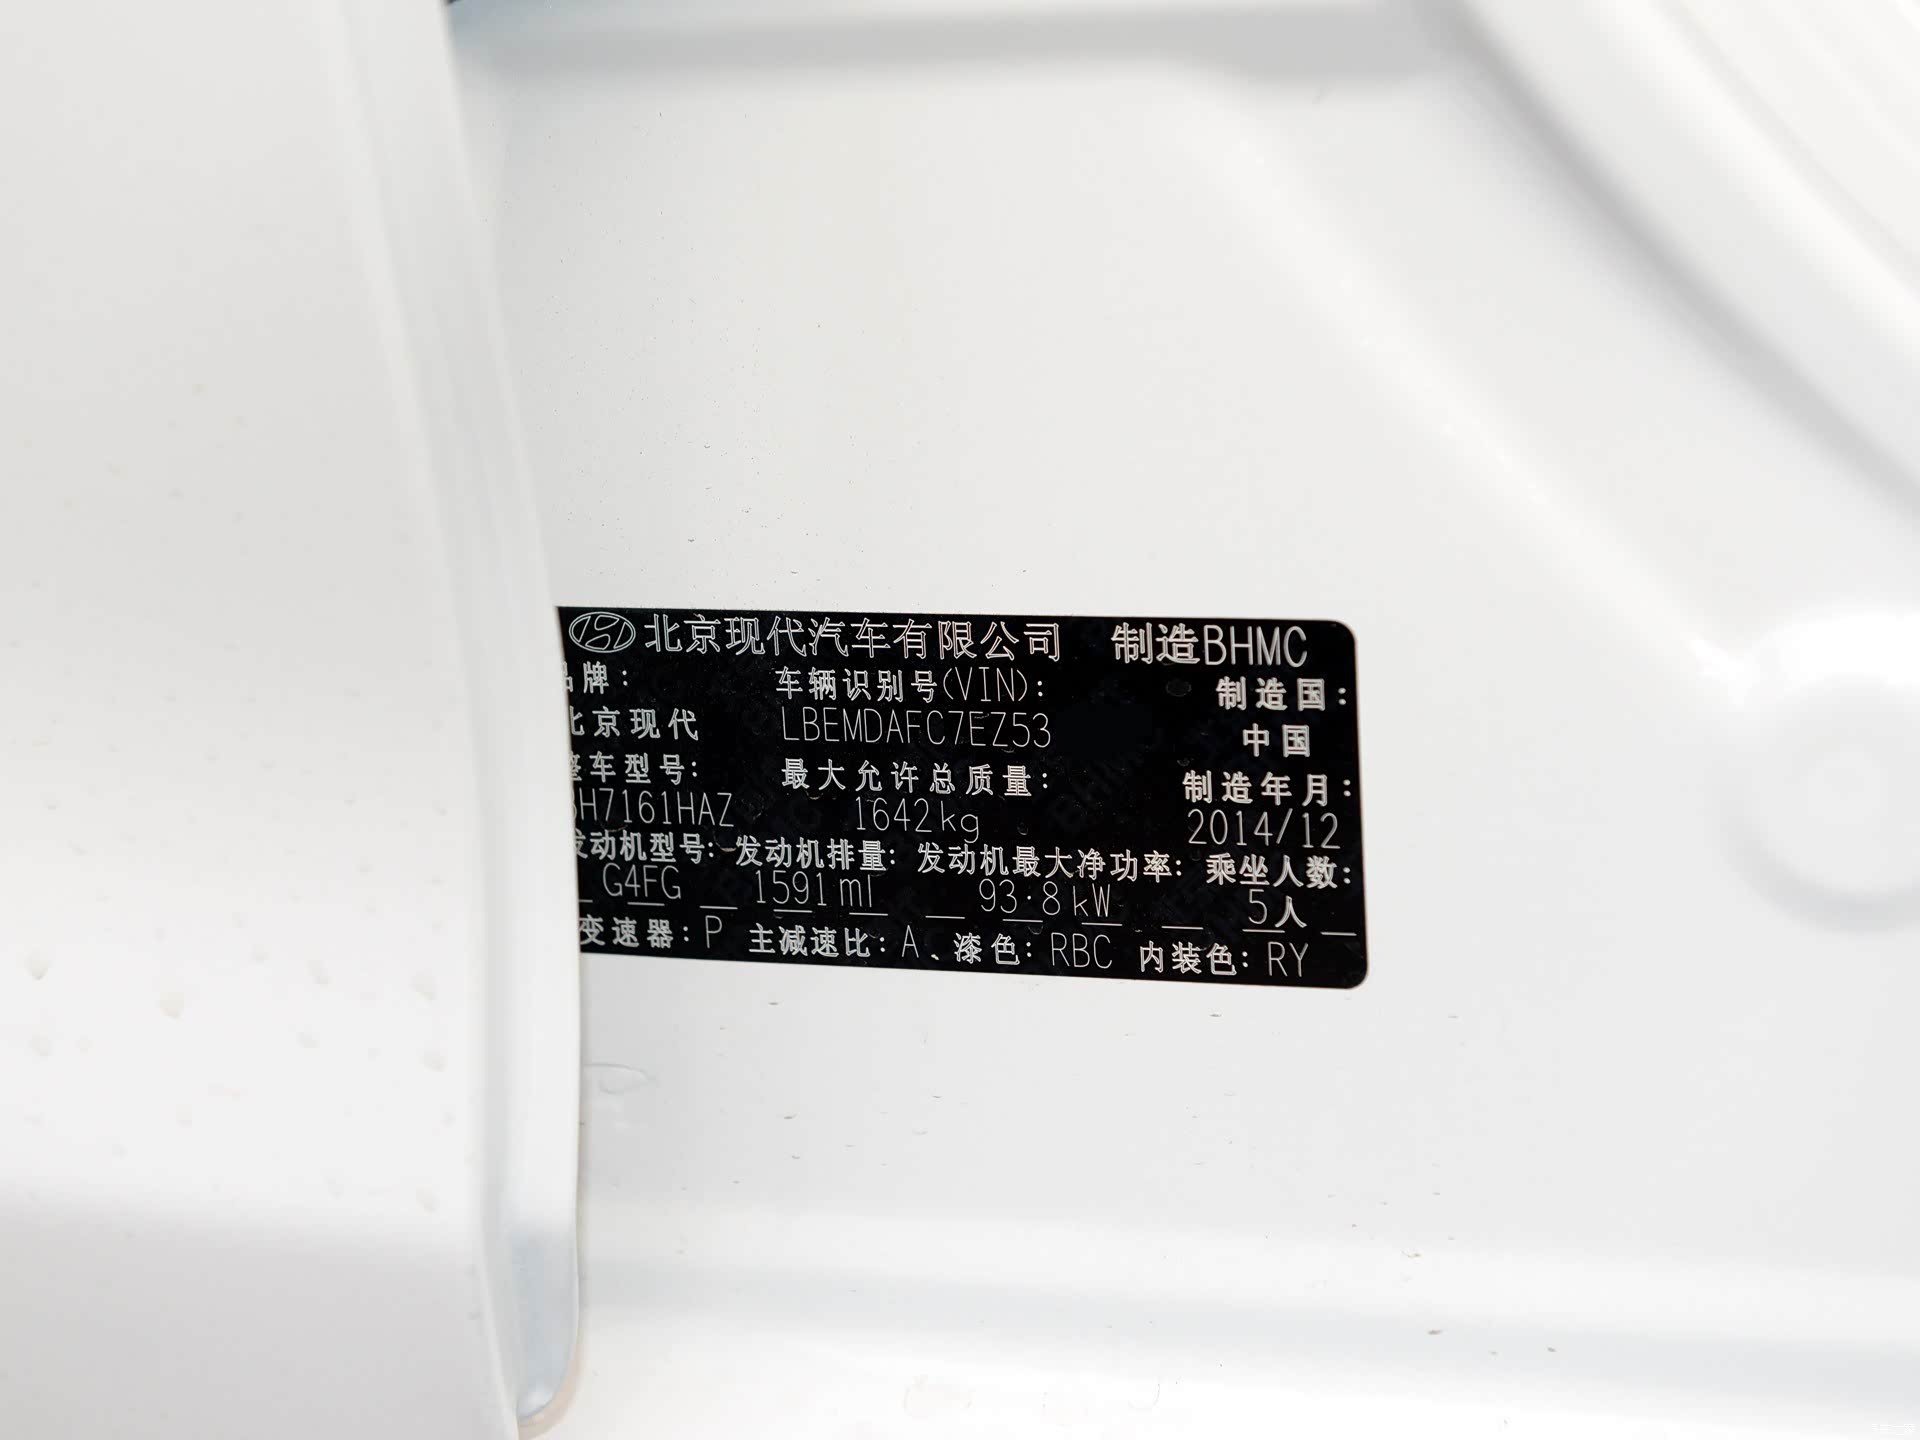 北京现代汽车有限公司 制造BHMC
牌: 车辆识别号(VIN): 制造国:
京现代 LBEMDAFC7EZ53 中国
车型号: 最大允许总质量: 制造年月:
H7161HAZ 1642kg 2014/12
发动机型号: 发动机排量: 发动机最大净功率: 乘坐人数:
G4FG 1591ml 93.8kW 5人
变速器: P 主减速比: A 漆色: RBC 内装色: RY